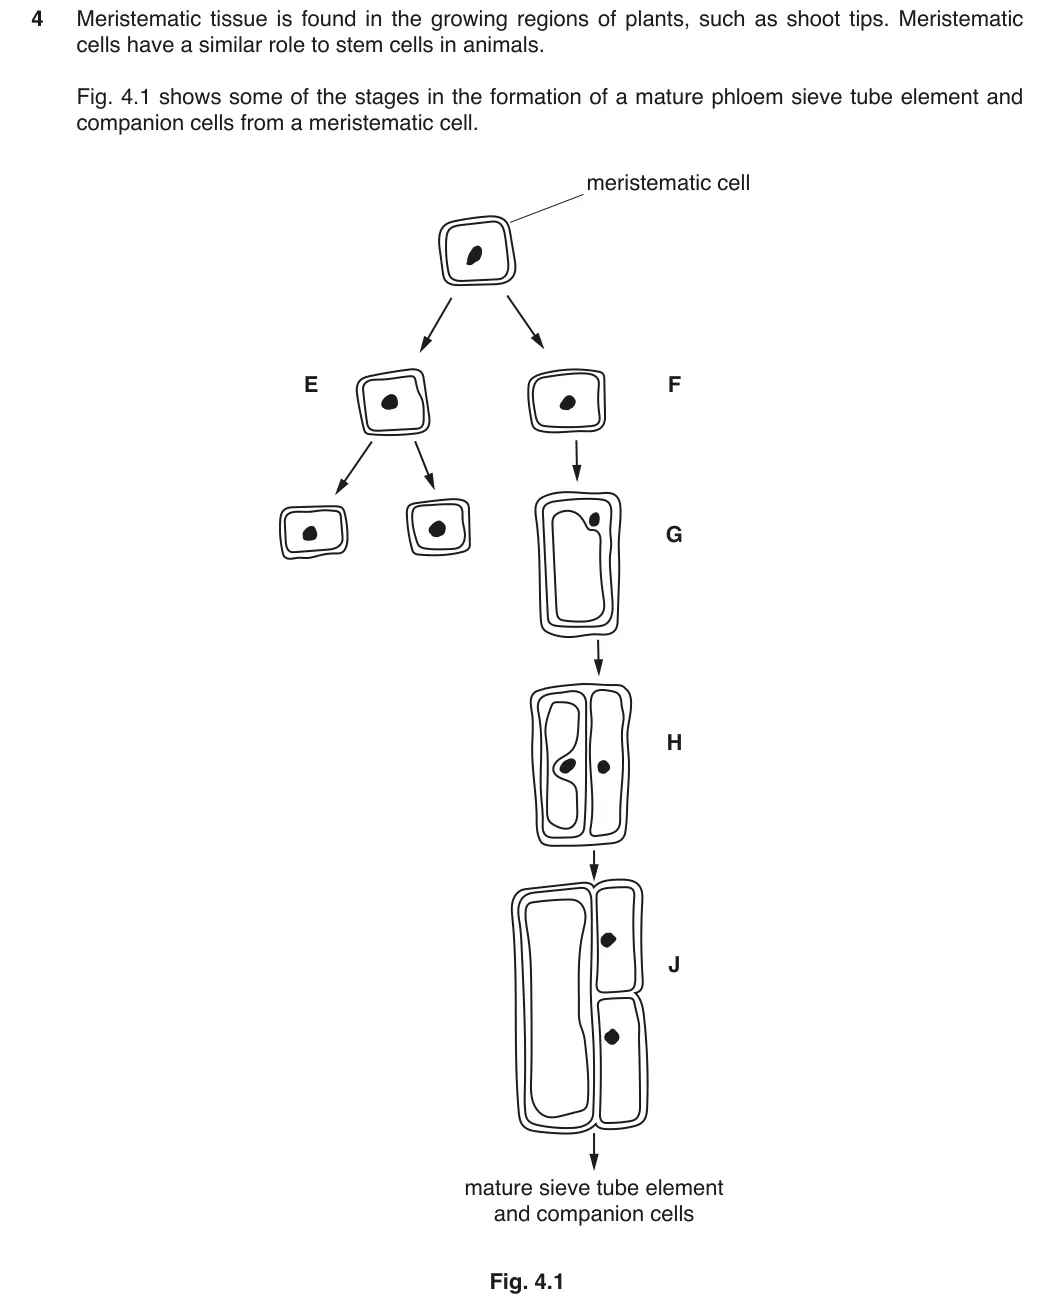 4 Meristematic tissue is found in the growing regions of plants, such as shoot tips. Meristematic
cells have a similar role to stem cells in animals.
Fig. 4.1 shows some of the stages in the formation of a mature phloem sieve tube element and
companion cells from a meristematic cell.
meristematic cell
E
F
G
H
J
mature sieve tube element
and companion cells
Fig. 4.1